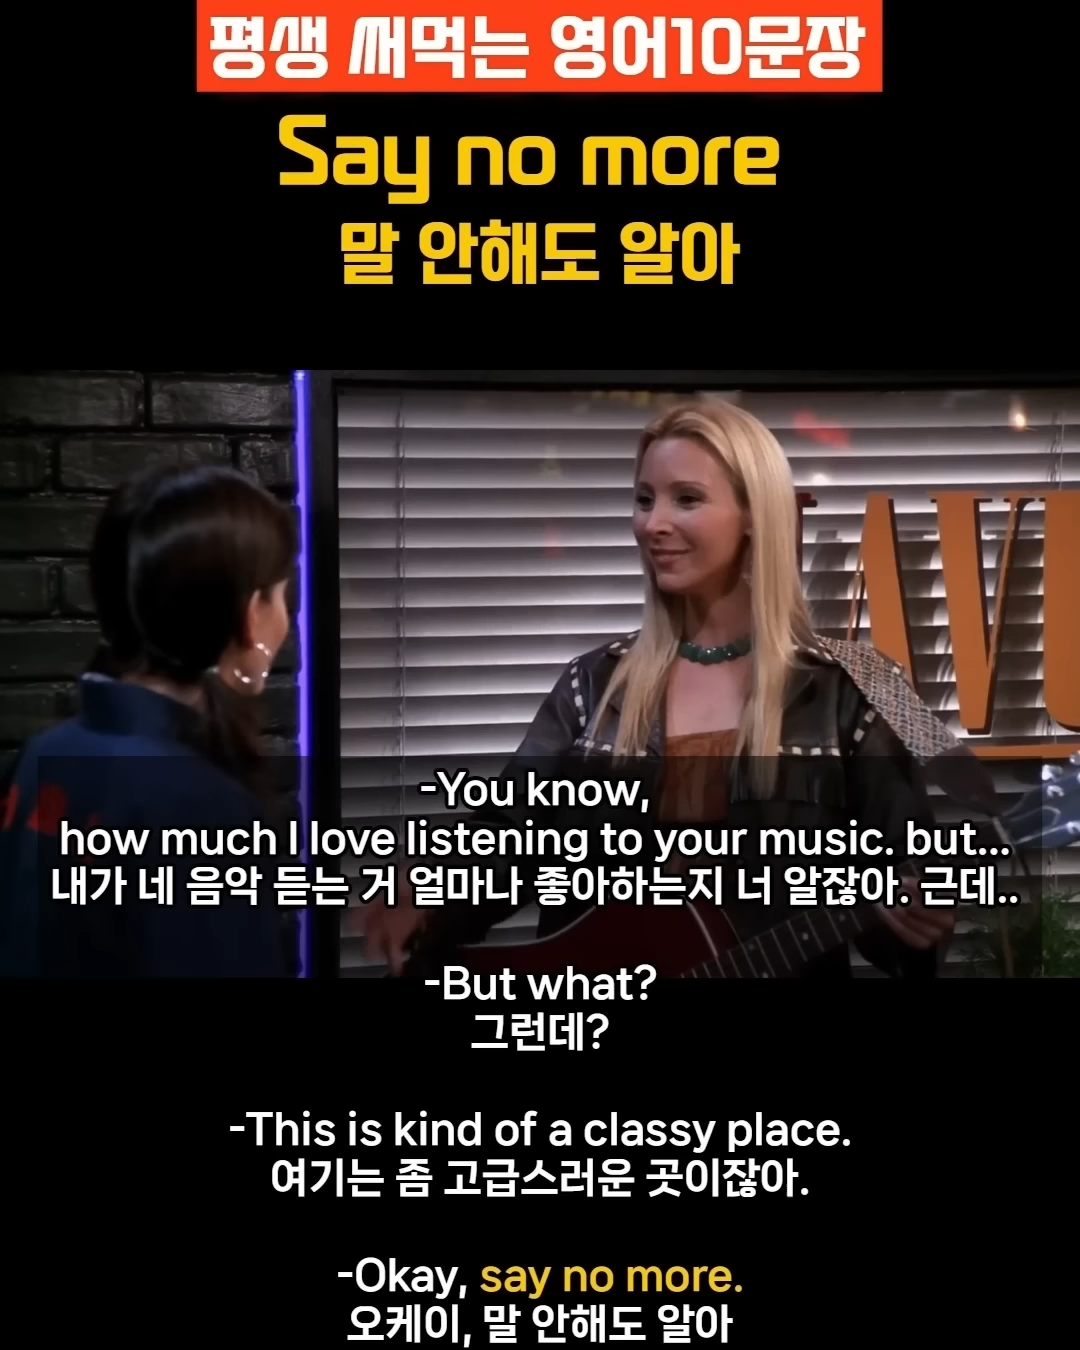 평생 써먹는 영어10문장
Say no more
말 안해도 알아
-You know,
how much I love listening to your music. but...
내가 네 음악 듣는 거 얼마나 좋아하는지 너 알잖아. 근데..
-But what?
그런데?
-This is kind of a classy place.
여기는 좀 고급스러운 곳이잖아.
-Okay, say no more.
오케이, 말 안해도 알아